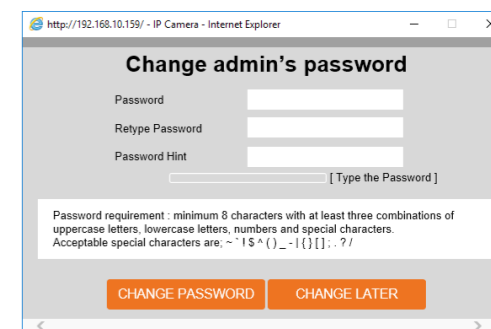 http://192.168.10.159/ - IP Camera - Internet Explorer
Change admin's password
Password
Retype Password
Password Hint
[ Type the Password ]
Password requirement : minimum 8 characters with at least three combinations of
uppercase letters, lowercase letters, numbers and special characters.
Acceptable special characters are; ~ ` ! $ ^ ( ) _ - | { } [ ] ; . ? /
CHANGE PASSWORD
CHANGE LATER